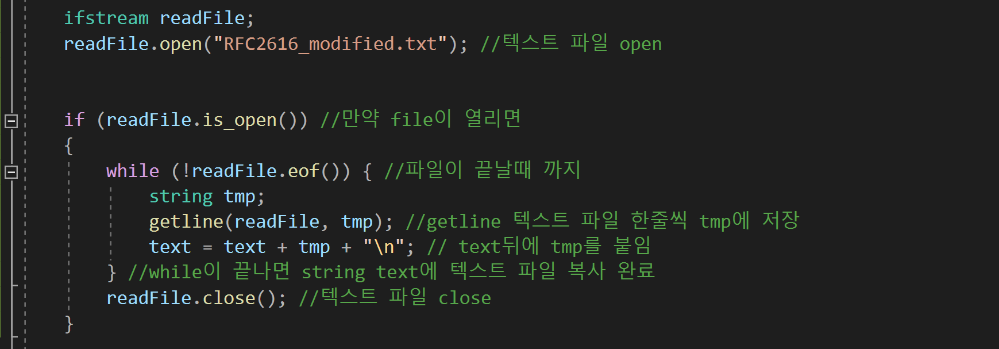 ifstream readFile;
readFile.open("RFC2616_modified.txt"); //텍스트 파일 open
if (readFile.is_open()) //만약 file이 열리면
{
while (!readFile.eof()) { //파일이 끝날때 까지
string tmp;
getline(readFile, tmp); //getline 텍스트 파일 한줄씩 tmp에 저장
text = text + tmp + "\n"; // text뒤에 tmp를 붙임
} //while이 끝나면 string text에 텍스트 파일 복사 완료
readFile.close(); //텍스트 파일 close
}